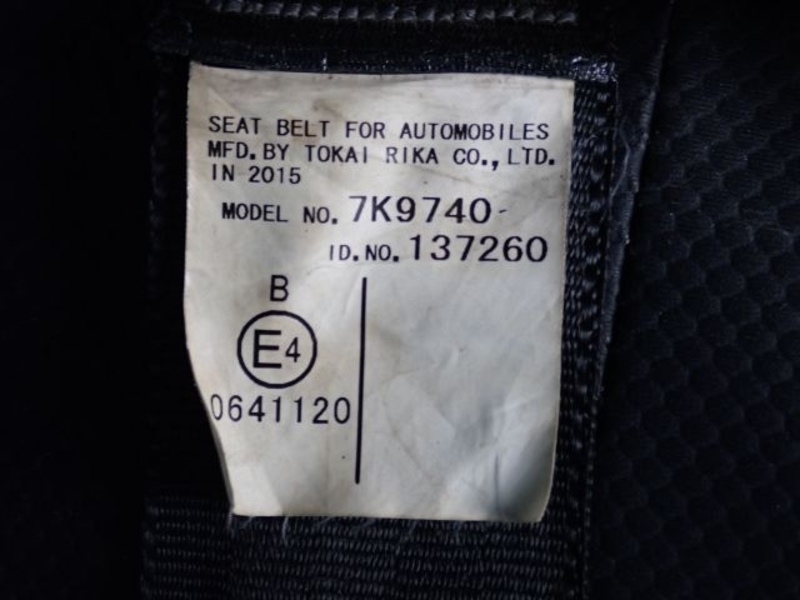 SEAT BELT FOR AUTOMOBILES
MFD. BY TOKAI RIKA CO., LTD.
IN 2015
MODEL NO. 7K9740-
ID.NO. 137260
B
E4
0641120